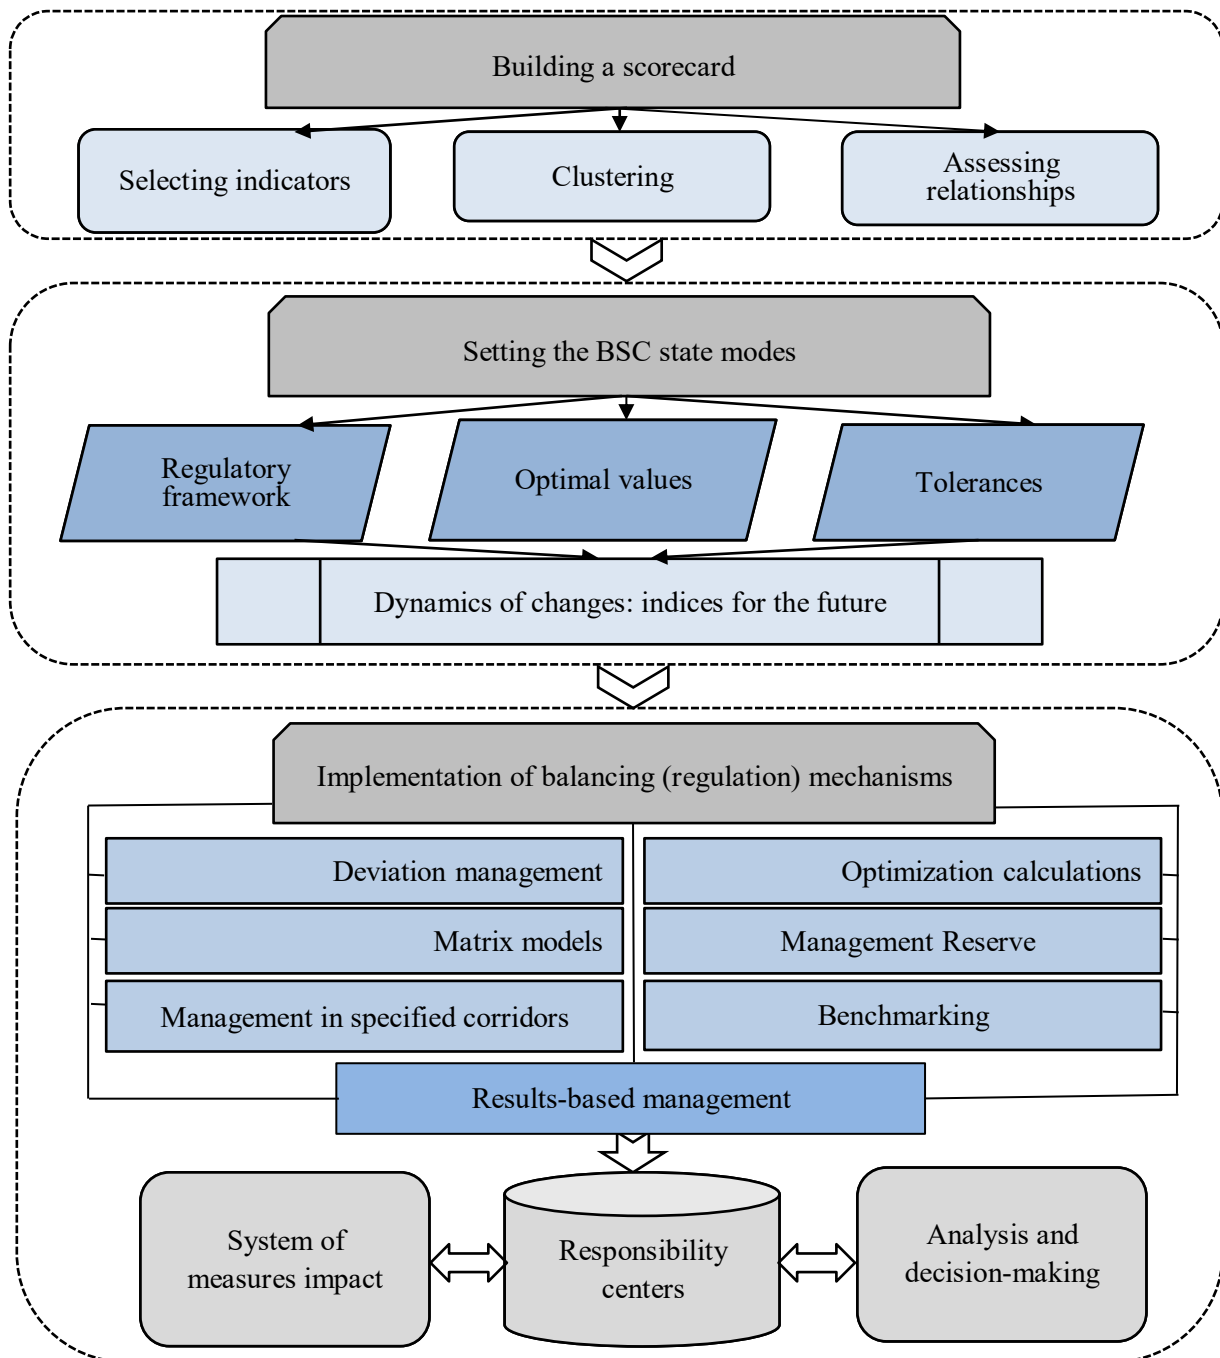 Building a scorecard
Selecting indicators
Clustering
Assessing
relationships
Setting the BSC state modes
Regulatory
framework
Optimal values
Tolerances
Dynamics of changes: indices for the future
Implementation of balancing (regulation) mechanisms
Deviation management
Optimization calculations
Matrix models
Management Reserve
Management in specified corridors
Benchmarking
Results-based management
System of
measures impact
Responsibility
centers
Analysis and
decision-making